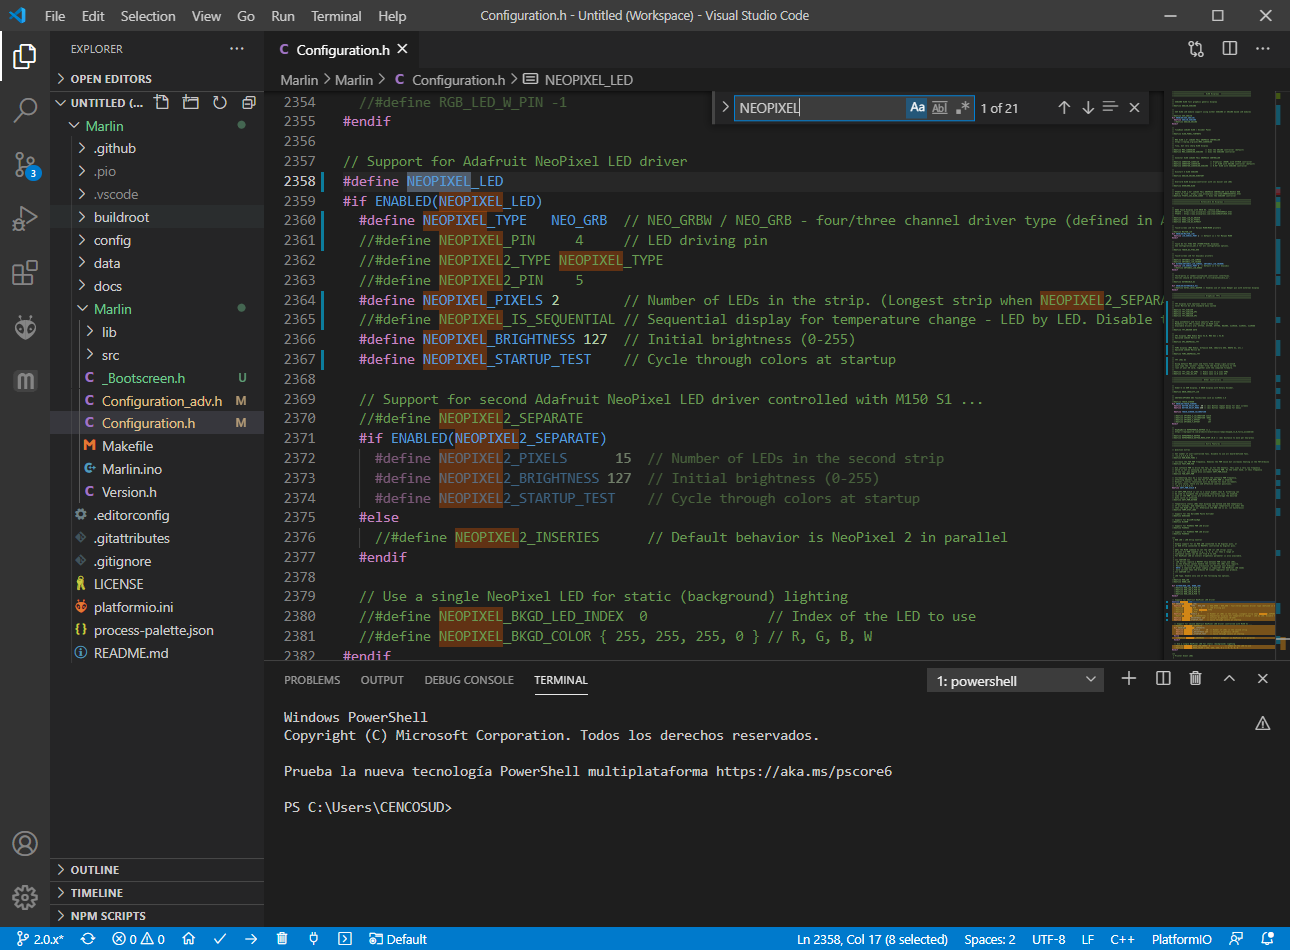 File Edit Selection View Go Run Terminal Help
Configuration.h - Untitled (Workspace) - Visual Studio Code
EXPLORER
OPEN EDITORS
UNTITLED (...
Marlin
.github
.pio
.vscode
buildroot
config
data
docs
Marlin
lib
src
C _Bootscreen.h U
C Configuration_adv.h M
C Configuration.h M
M Makefile
Marlin.ino
C Version.h
.editorconfig
.gitattributes
.gitignore
LICENSE
platformio.ini
{} process-palette.json
README.md
OUTLINE
TIMELINE
NPM SCRIPTS
3
m
C Configuration.h
Marlin > Marlin > C Configuration.h > NEOPIXEL_LED
NEOPIXEL Aa Abl .* 1 of 21
2354 //#define RGB_LED_W_PIN -1
2355 #endif
2356
2357 // Support for Adafruit NeoPixel LED driver
2358 #define NEOPIXEL_LED
2359 #if ENABLED(NEOPIXEL_LED)
2360 #define NEOPIXEL_TYPE NEO_GRB // NEO_GRBW / NEO_GRB - four/three channel driver type (defined in
2361 //#define NEOPIXEL_PIN 4 // LED driving pin
2362 //#define NEOPIXEL2_TYPE NEOPIXEL_TYPE
2363 //#define NEOPIXEL2_PIN 5
2364 #define NEOPIXEL_PIXELS 2 // Number of LEDs in the strip. (Longest strip when NEOPIXEL2_SEPARA
2365 //#define NEOPIXEL_IS_SEQUENTIAL // Sequential display for temperature change - LED by LED. Disable
2366 #define NEOPIXEL_BRIGHTNESS 127 // Initial brightness (0-255)
2367 #define NEOPIXEL_STARTUP_TEST // Cycle through colors at startup
2368
2369 // Support for second Adafruit NeoPixel LED driver controlled with M150 S1 ...
2370 //#define NEOPIXEL2_SEPARATE
2371 #if ENABLED(NEOPIXEL2_SEPARATE)
2372 #define NEOPIXEL2_PIXELS 15 // Number of LEDs in the second strip
2373 #define NEOPIXEL2_BRIGHTNESS 127 // Initial brightness (0-255)
2374 #define NEOPIXEL2_STARTUP_TEST // Cycle through colors at startup
2375 #else
2376 //#define NEOPIXEL2_INSERIES // Default behavior is NeoPixel 2 in parallel
2377 #endif
2378
2379 // Use a single NeoPixel LED for static (background) lighting
2380 //#define NEOPIXEL_BKGD_LED_INDEX 0 // Index of the LED to use
2381 //#define NEOPIXEL_BKGD_COLOR { 255, 255, 255, 0 } // R, G, B, W
2382 #endif
PROBLEMS OUTPUT DEBUG CONSOLE TERMINAL
1: powershell
Windows PowerShell
Copyright (C) Microsoft Corporation. Todos los derechos reservados.
Prueba la nueva tecnología PowerShell multiplataforma https://aka.ms/pscore6
PS C:\Users\CENCOSUD>
2.0.x* 0 0 Default
Ln 2358, Col 17 (8 selected) Spaces: 2 UTF-8 LF C++ PlatformIO